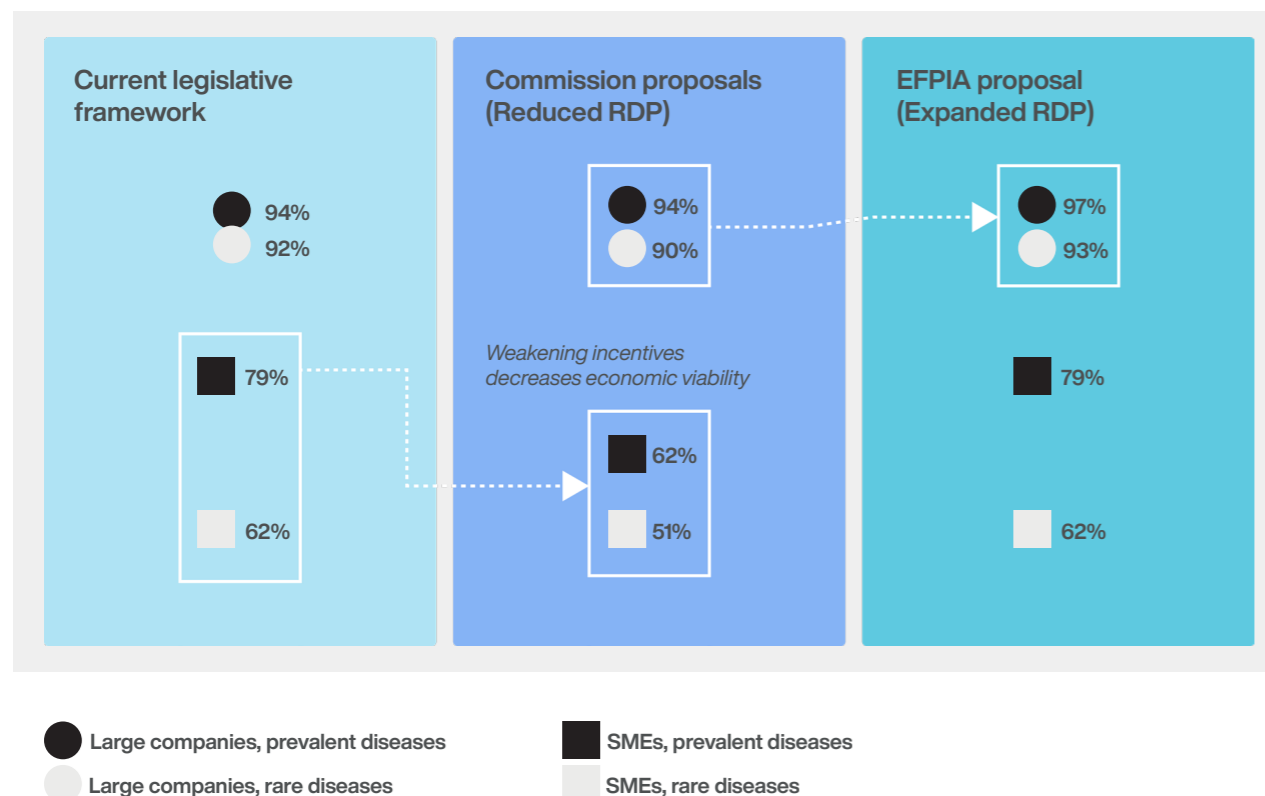 Current legislative
framework
94%
92%
79%
62%
Commission proposals
(Reduced RDP)
94%
90%
Weakening incentives
decreases economic viability
62%
51%
EFPIA proposal
(Expanded RDP)
97%
93%
79%
62%
Large companies, prevalent diseases
Large companies, rare diseases
SMEs, prevalent diseases
SMEs, rare diseases